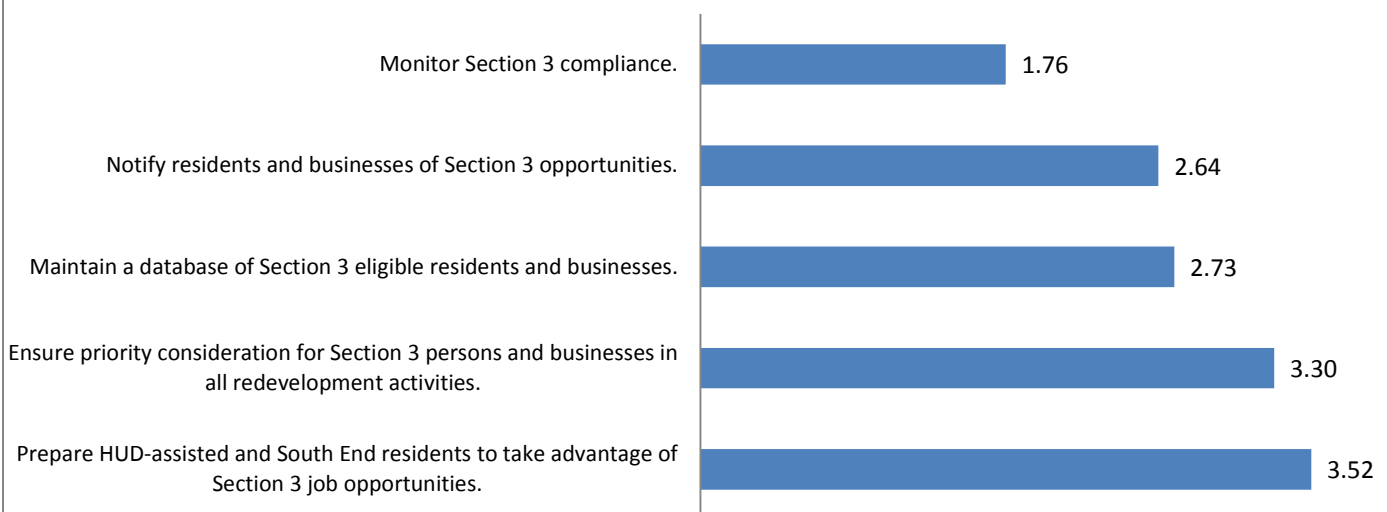 Monitor Section 3 compliance.
1.76
Notify residents and businesses of Section 3 opportunities.
2.64
Maintain a database of Section 3 eligible residents and businesses.
2.73
Ensure priority consideration for Section 3 persons and businesses in
all redevelopment activities.
3.30
Prepare HUD-assisted and South End residents to take advantage of
Section 3 job opportunities.
3.52